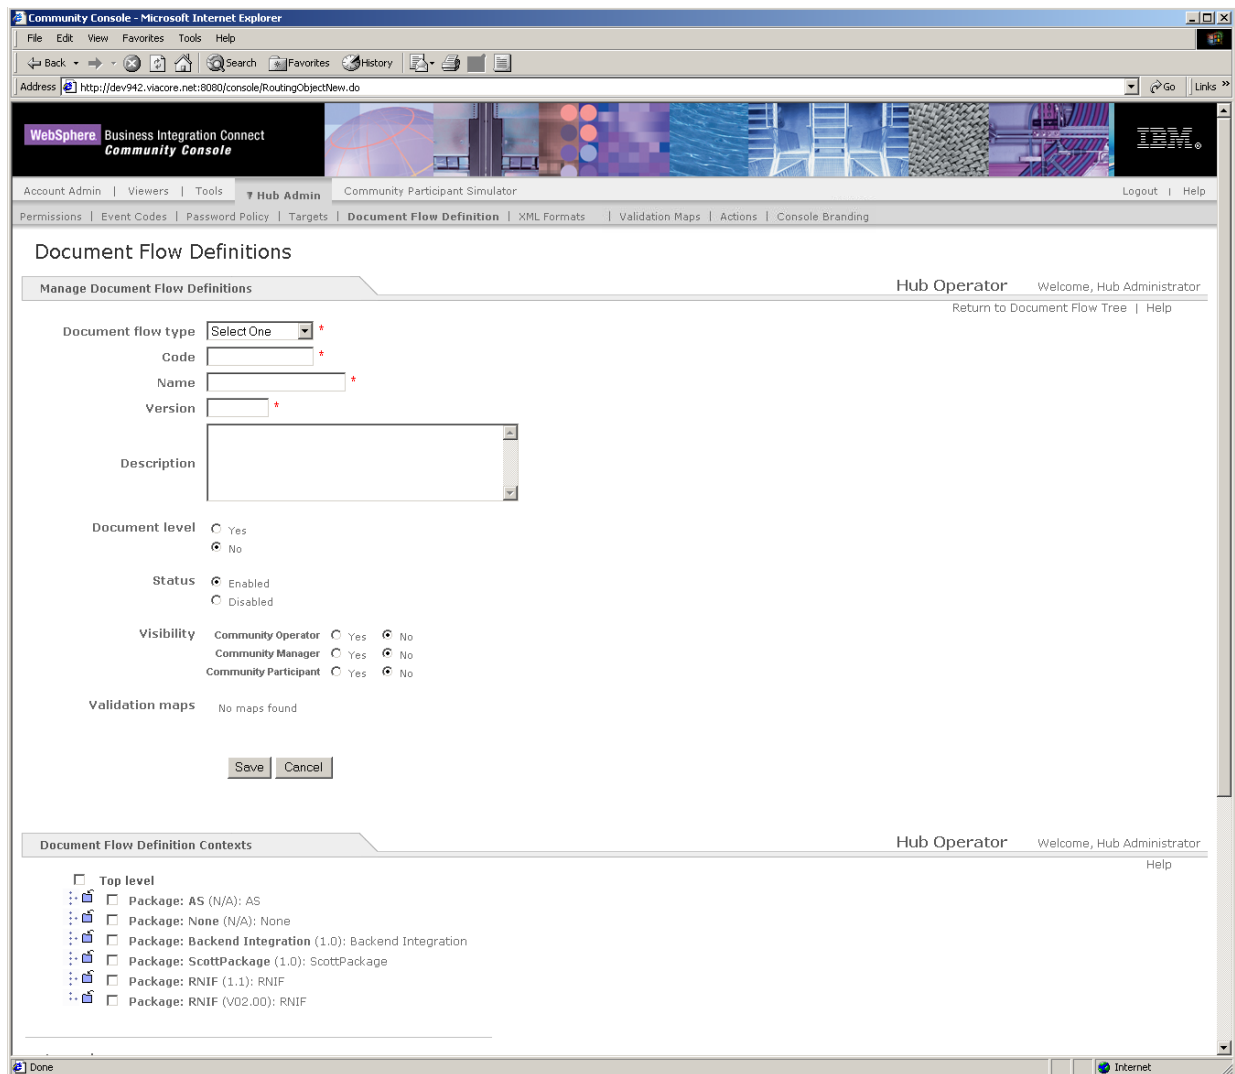 Community Console - Microsoft Internet Explorer
File Edit View Favorites Tools Help
Back Search Favorites History
Address http://dev942.viacore.net:8080/console/RoutingObjectNew.do Go Links »
WebSphere Business Integration Connect
Community Console
IBM®
Account Admin | Viewers | Tools Hub Admin Community Participant Simulator Logout | Help
Permissions | Event Codes | Password Policy | Targets | Document Flow Definition | XML Formats | Validation Maps | Actions | Console Branding
Document Flow Definitions
Manage Document Flow Definitions Hub Operator Welcome, Hub Administrator
Return to Document Flow Tree | Help
Document flow type Select One *
Code *
Name *
Version *
Description
Document level Yes
No
Status Enabled
Disabled
Visibility Community Operator Yes No
Community Manager Yes No
Community Participant Yes No
Validation maps No maps found
Save Cancel
Document Flow Definition Contexts Hub Operator Welcome, Hub Administrator
Help
Top level
Package: AS (N/A): AS
Package: None (N/A): None
Package: Backend Integration (1.0): Backend Integration
Package: ScottPackage (1.0): ScottPackage
Package: RNIF (1.1): RNIF
Package: RNIF (V02.00): RNIF
Done Internet